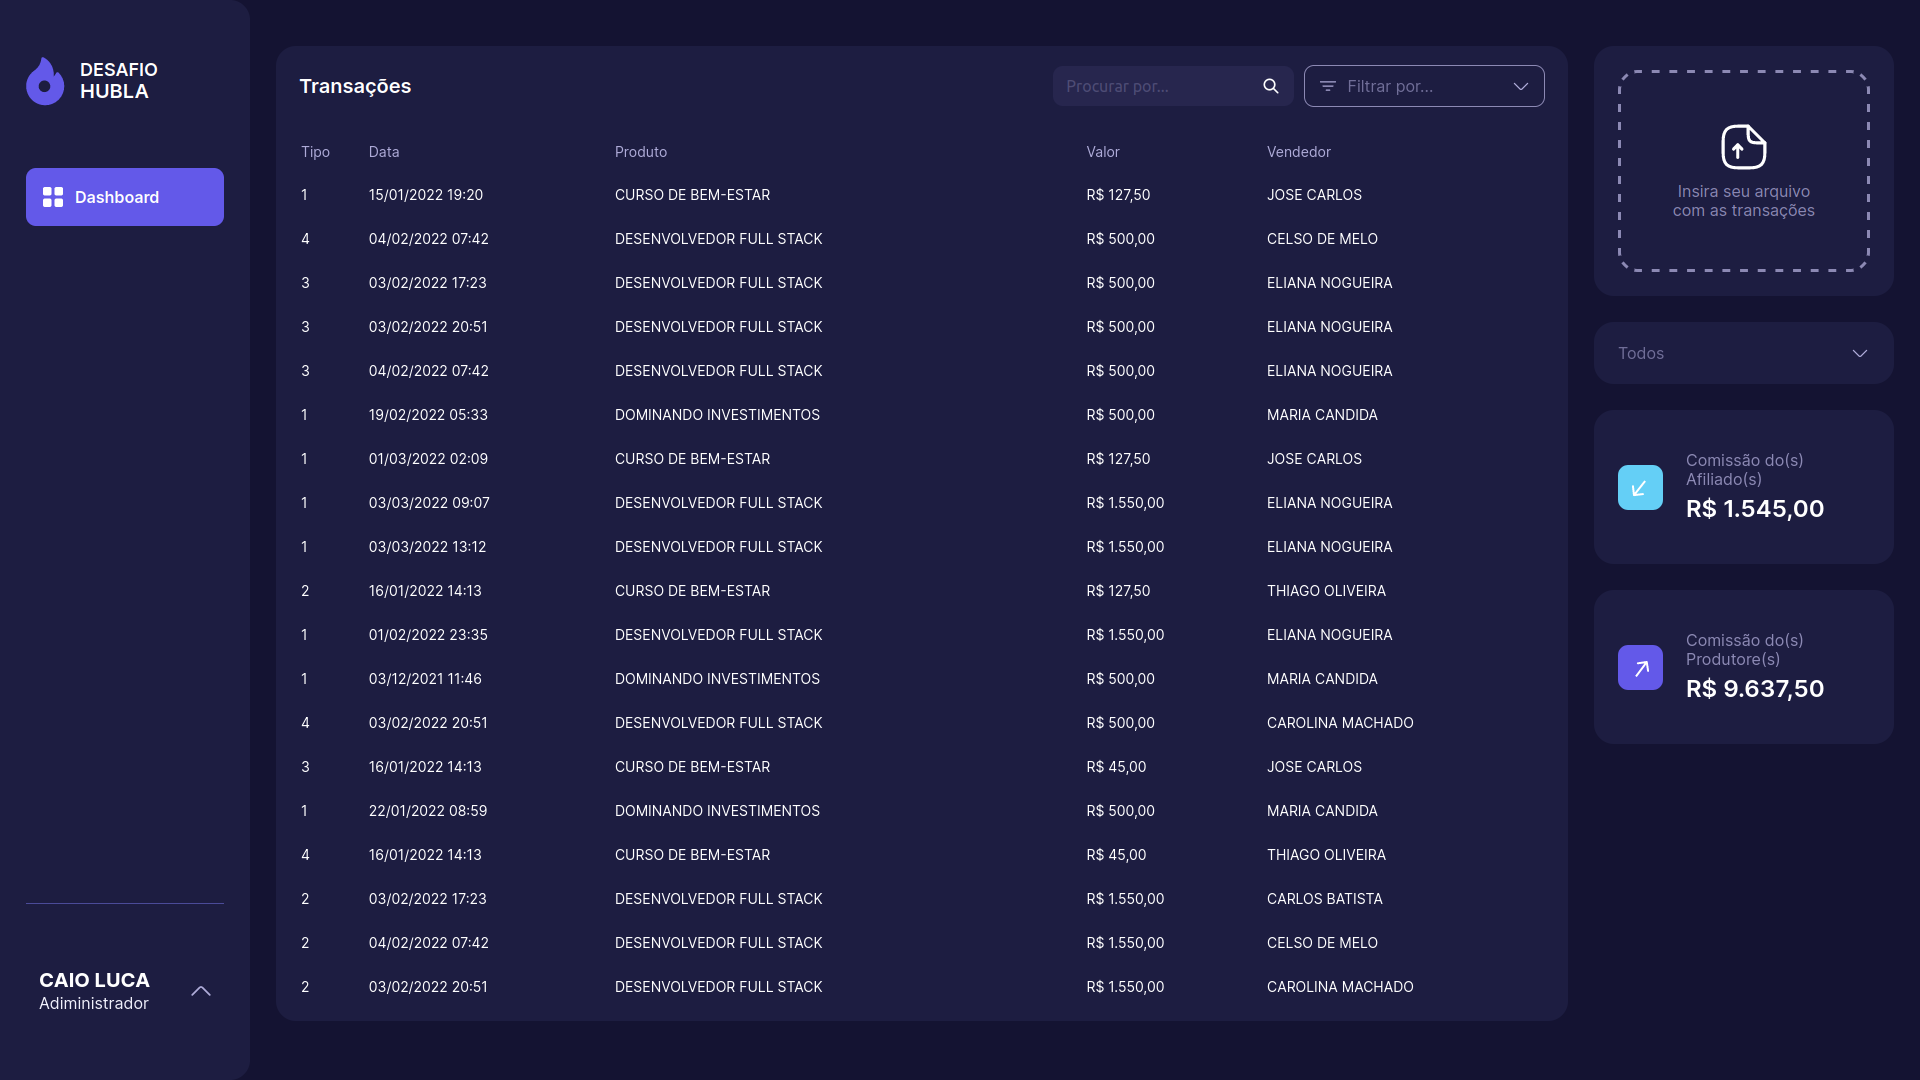 DESAFIO
HUBLA
Dashboard
CAIO LUCA
Adiministrador
Transações
Procurar por...
Filtrar por...
Tipo Data Produto Valor Vendedor
1 15/01/2022 19:20 CURSO DE BEM-ESTAR R$ 127,50 JOSE CARLOS
4 04/02/2022 07:42 DESENVOLVEDOR FULL STACK R$ 500,00 CELSO DE MELO
3 03/02/2022 17:23 DESENVOLVEDOR FULL STACK R$ 500,00 ELIANA NOGUEIRA
3 03/02/2022 20:51 DESENVOLVEDOR FULL STACK R$ 500,00 ELIANA NOGUEIRA
3 04/02/2022 07:42 DESENVOLVEDOR FULL STACK R$ 500,00 ELIANA NOGUEIRA
1 19/02/2022 05:33 DOMINANDO INVESTIMENTOS R$ 500,00 MARIA CANDIDA
1 01/03/2022 02:09 CURSO DE BEM-ESTAR R$ 127,50 JOSE CARLOS
1 03/03/2022 09:07 DESENVOLVEDOR FULL STACK R$ 1.550,00 ELIANA NOGUEIRA
1 03/03/2022 13:12 DESENVOLVEDOR FULL STACK R$ 1.550,00 ELIANA NOGUEIRA
2 16/01/2022 14:13 CURSO DE BEM-ESTAR R$ 127,50 THIAGO OLIVEIRA
1 01/02/2022 23:35 DESENVOLVEDOR FULL STACK R$ 1.550,00 ELIANA NOGUEIRA
1 03/12/2021 11:46 DOMINANDO INVESTIMENTOS R$ 500,00 MARIA CANDIDA
4 03/02/2022 20:51 DESENVOLVEDOR FULL STACK R$ 500,00 CAROLINA MACHADO
3 16/01/2022 14:13 CURSO DE BEM-ESTAR R$ 45,00 JOSE CARLOS
1 22/01/2022 08:59 DOMINANDO INVESTIMENTOS R$ 500,00 MARIA CANDIDA
4 16/01/2022 14:13 CURSO DE BEM-ESTAR R$ 45,00 THIAGO OLIVEIRA
2 03/02/2022 17:23 DESENVOLVEDOR FULL STACK R$ 1.550,00 CARLOS BATISTA
2 04/02/2022 07:42 DESENVOLVEDOR FULL STACK R$ 1.550,00 CELSO DE MELO
2 03/02/2022 20:51 DESENVOLVEDOR FULL STACK R$ 1.550,00 CAROLINA MACHADO
Insira seu arquivo
com as transações
Todos
Comissão do(s)
Afiliado(s)
R$ 1.545,00
Comissão do(s)
Produtore(s)
R$ 9.637,50